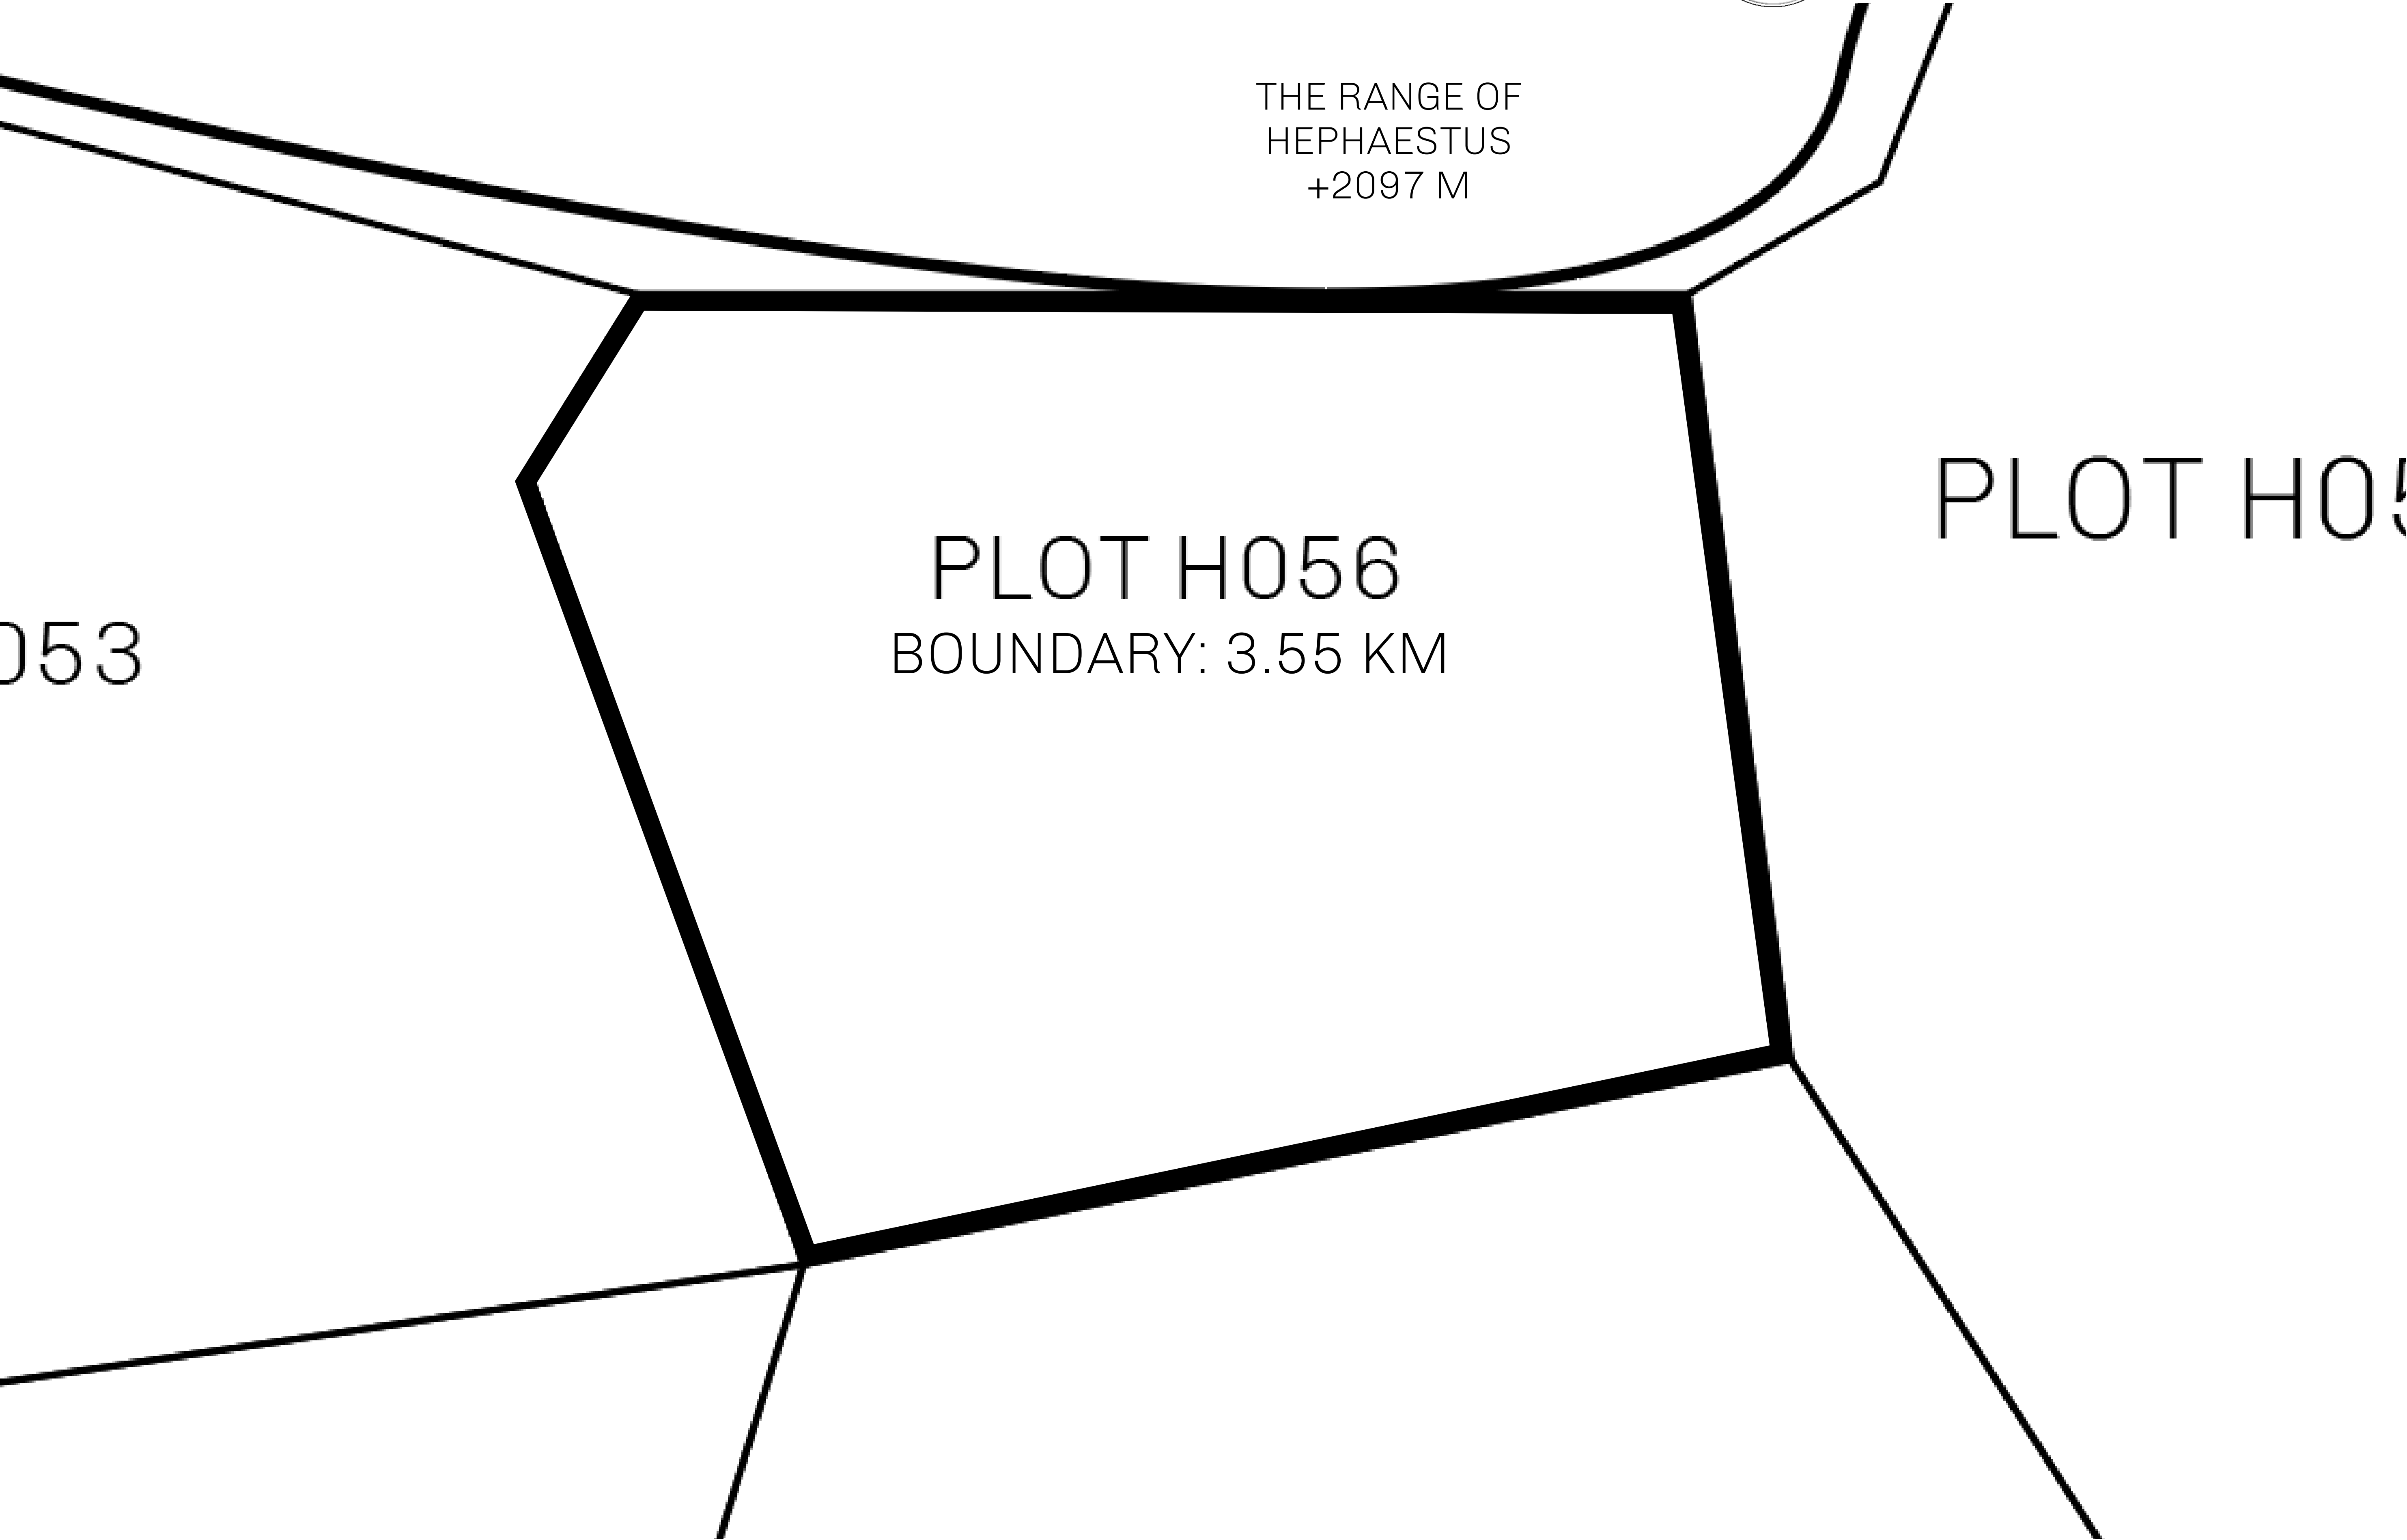 THE RANGE OF
HEPHAESTUS
+2097 M
PLOT H05
PLOT H056
BOUNDARY: 3.55 KM
053